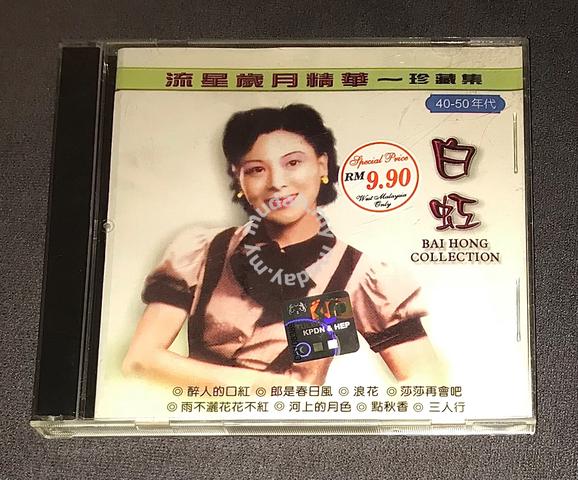 流星歲月精華一珍藏集
40-50年代
白虹
BAI HONG
COLLECTION
Special Price
RM 9.90
West Malaysia
Only
mudah.my
KPDN & HEP
◎ 醉人的口紅 ◎ 郎是春日風 ◎ 浪花 ◎ 莎莎再會吧
◎ 雨不灑花花不紅 ◎ 河上的月色 ◎ 點秋香 ◎ 三人行